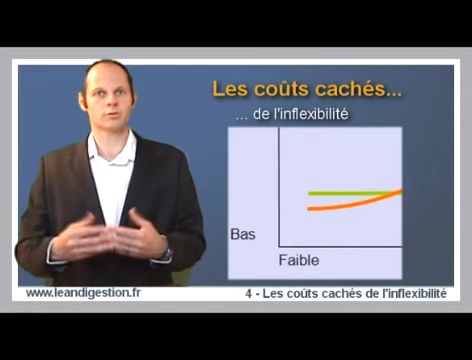 Les coûts cachés...
... de l'inflexibilité
Bas
Faible
www.leandigestion.fr
4 - Les coûts cachés de l'inflexibilité